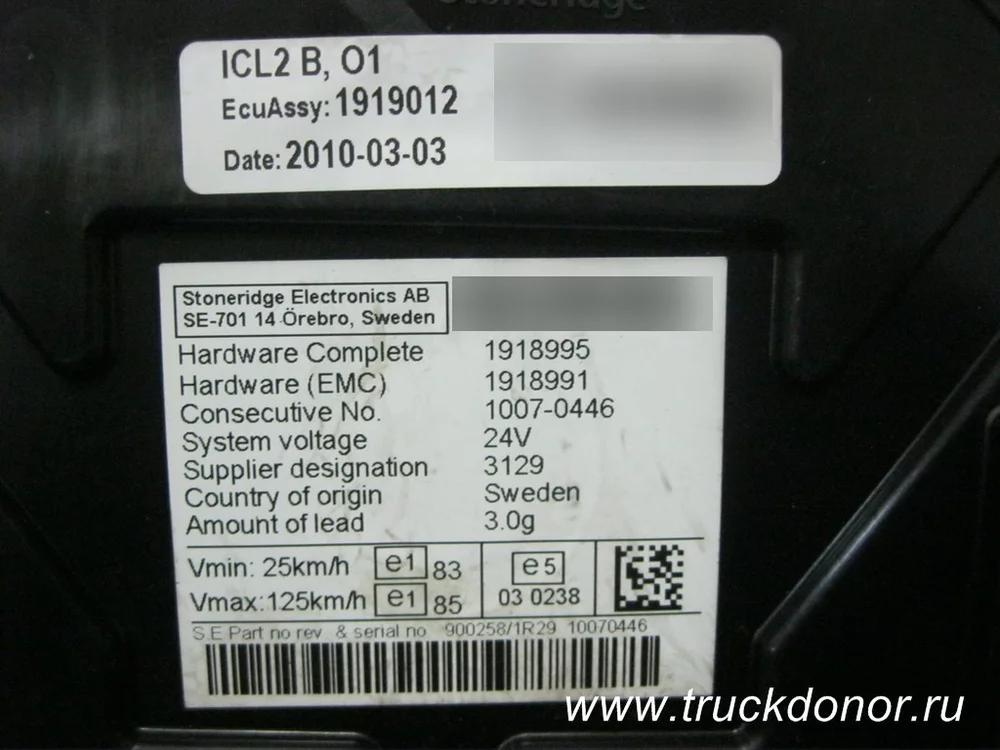 Stoneridge
ICL2 B, O1
EcuAssy: 1919012
Date: 2010-03-03
Stoneridge Electronics AB
SE-701 14 Örebro, Sweden
Hardware Complete 1918995
Hardware (EMC) 1918991
Consecutive No. 1007-0446
System voltage 24V
Supplier designation 3129
Country of origin Sweden
Amount of lead 3.0g
Vmin: 25km/h e1 83 e5
Vmax:125km/h e1 85 03 0238
S.E Part no rev. & serial no 900258/1R29 10070446
www.truckdonor.ru